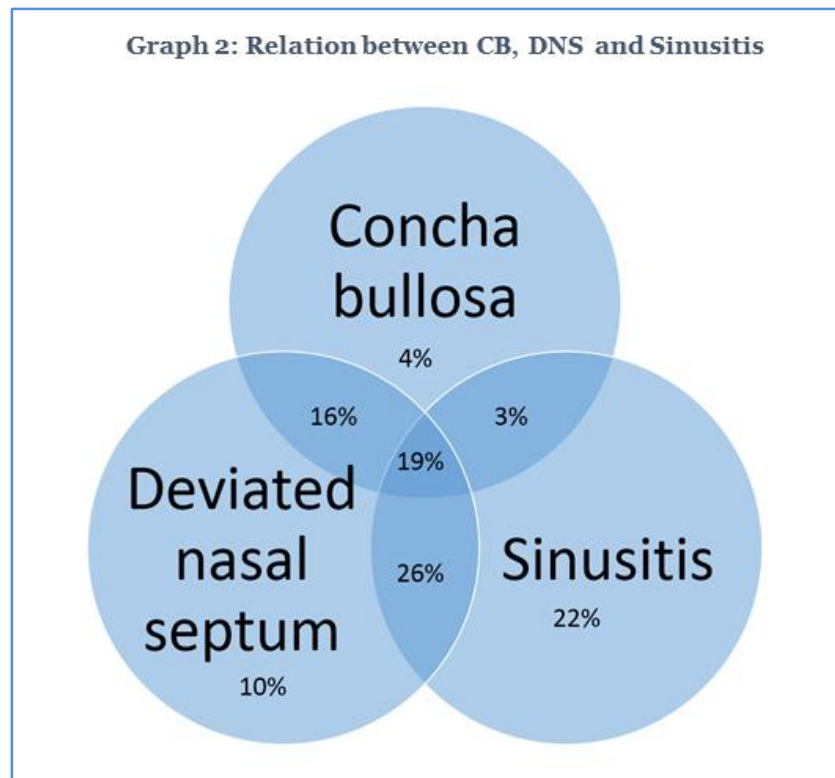 Graph 2: Relation between CB, DNS and Sinusitis
Concha
bullosa
4%
16%
3%
19%
Deviated
nasal
septum
10%
26%
Sinusitis
22%